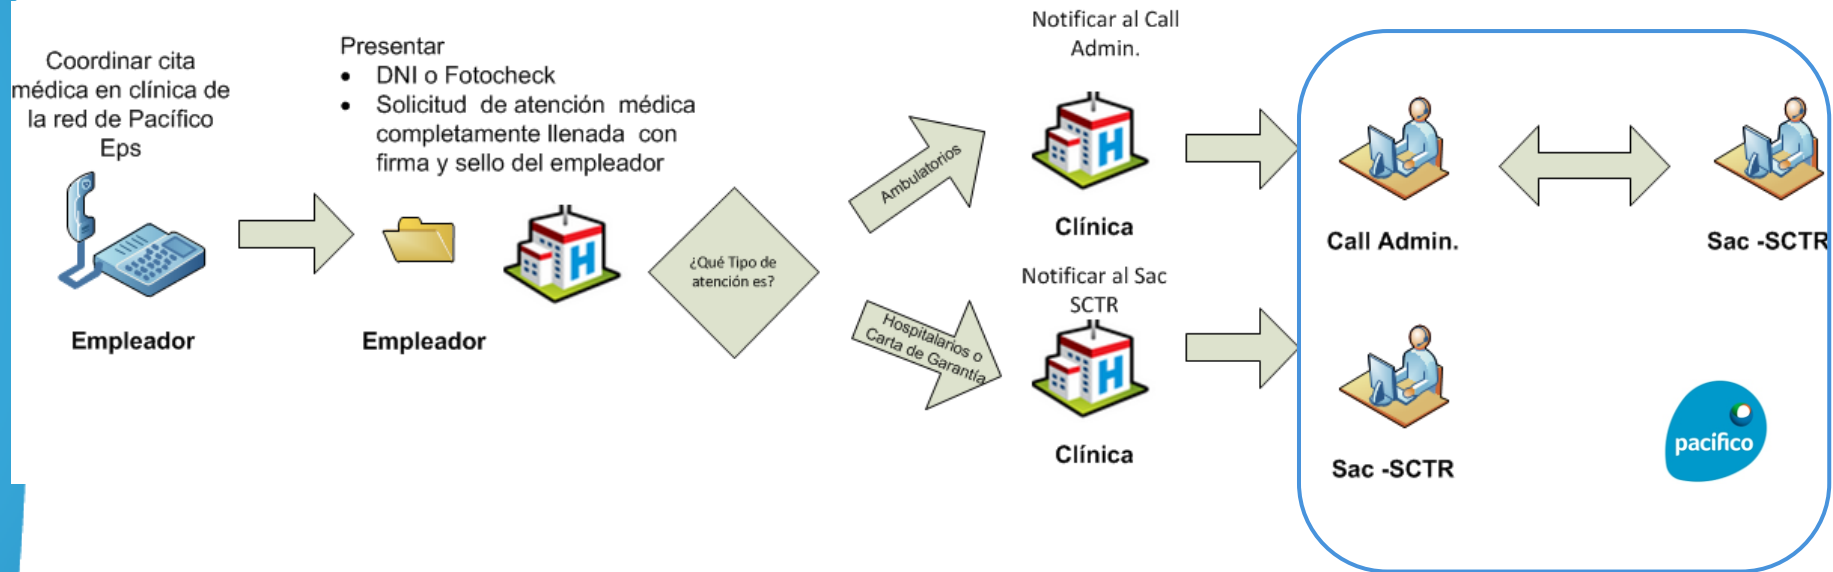 Coordinar cita
médica en clínica de
la red de Pacífico
Eps
Empleador
Presentar
• DNI o Fotocheck
• Solicitud de atención médica
completamente llenada con
firma y sello del empleador
Empleador
¿Qué Tipo de
atención es?
Ambulatorios
Hospitalarios o
Carta de Garantía
Notificar al Call
Admin.
H
Clínica
Notificar al Sac
SCTR
H
Clínica
Call Admin.
Sac -SCTR
Sac -SCTR
pacífico
H